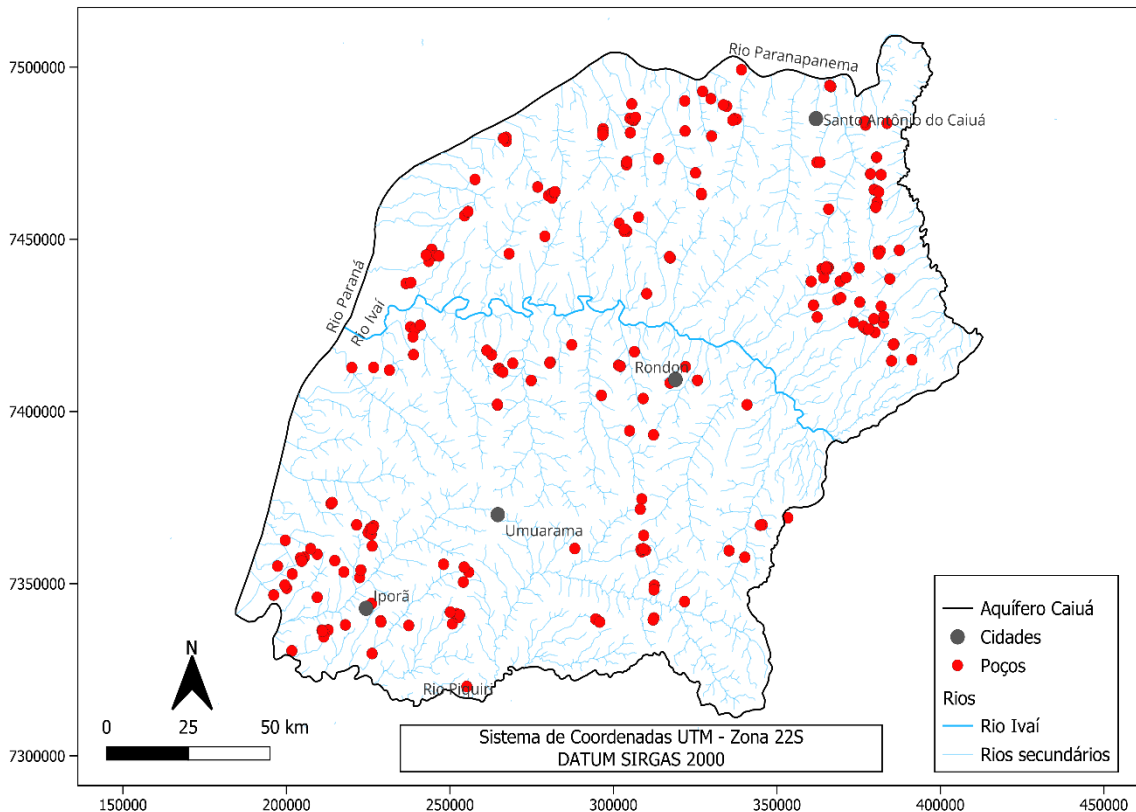 7500000
7450000
7400000
7350000
7300000
Rio Paranapanema
Santo Antônio do Caiuá
Rio Paraná
Rio Ivaí
Rondon
Umuarama
Iporã
Rio Piquiri
N
0 25 50 km
Sistema de Coordenadas UTM - Zona 22S
DATUM SIRGAS 2000
Aquífero Caiuá
Cidades
Poços
Rios
Rio Ivaí
Rios secundários
150000 200000 250000 300000 350000 400000 450000